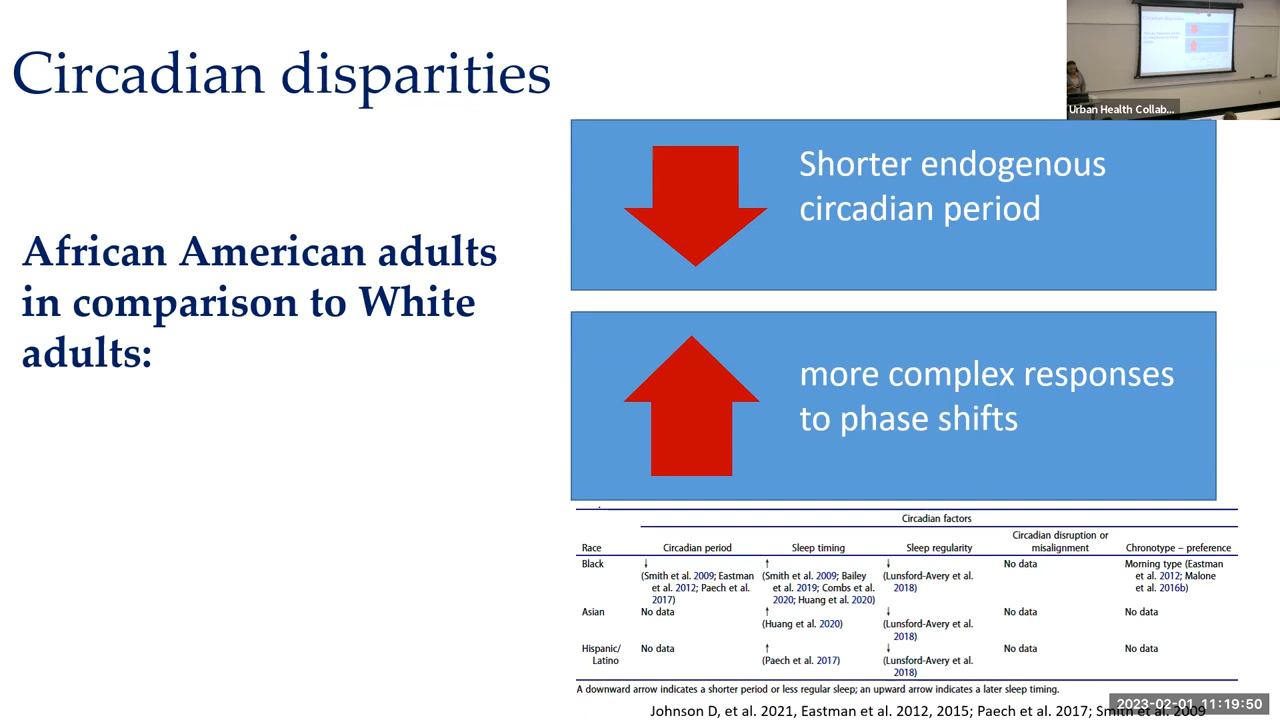 Circadian disparities
Urban Health Collab...
African American adults
in comparison to White
adults:
Shorter endogenous
circadian period
more complex responses
to phase shifts
Circadian factors
Race
Circadian period
Sleep timing
Sleep regularity
Circadian disruption or
misalignment
Chronotype – preference
Black
↓
(Smith et al. 2009; Eastman
et al. 2012; Paech et al.
2017)
↑
(Smith et al. 2009; Bailey
et al. 2019; Combs et al.
2020; Huang et al. 2020)
↓
(Lunsford-Avery et al.
2018)
No data
Morning type (Eastman
et al. 2012; Malone
et al. 2016b)
Asian
No data
↑
(Huang et al. 2020)
↓
(Lunsford-Avery et al.
2018)
No data
No data
Hispanic/
Latino
No data
↑
(Paech et al. 2017)
↓
(Lunsford-Avery et al.
2018)
No data
No data
A downward arrow indicates a shorter period or less regular sleep; an upward arrow indicates a later sleep timing.
2023-02-01 11:19:50
Johnson D, et al. 2021, Eastman et al. 2012, 2015; Paech et al. 2017; Smith et al. 2009